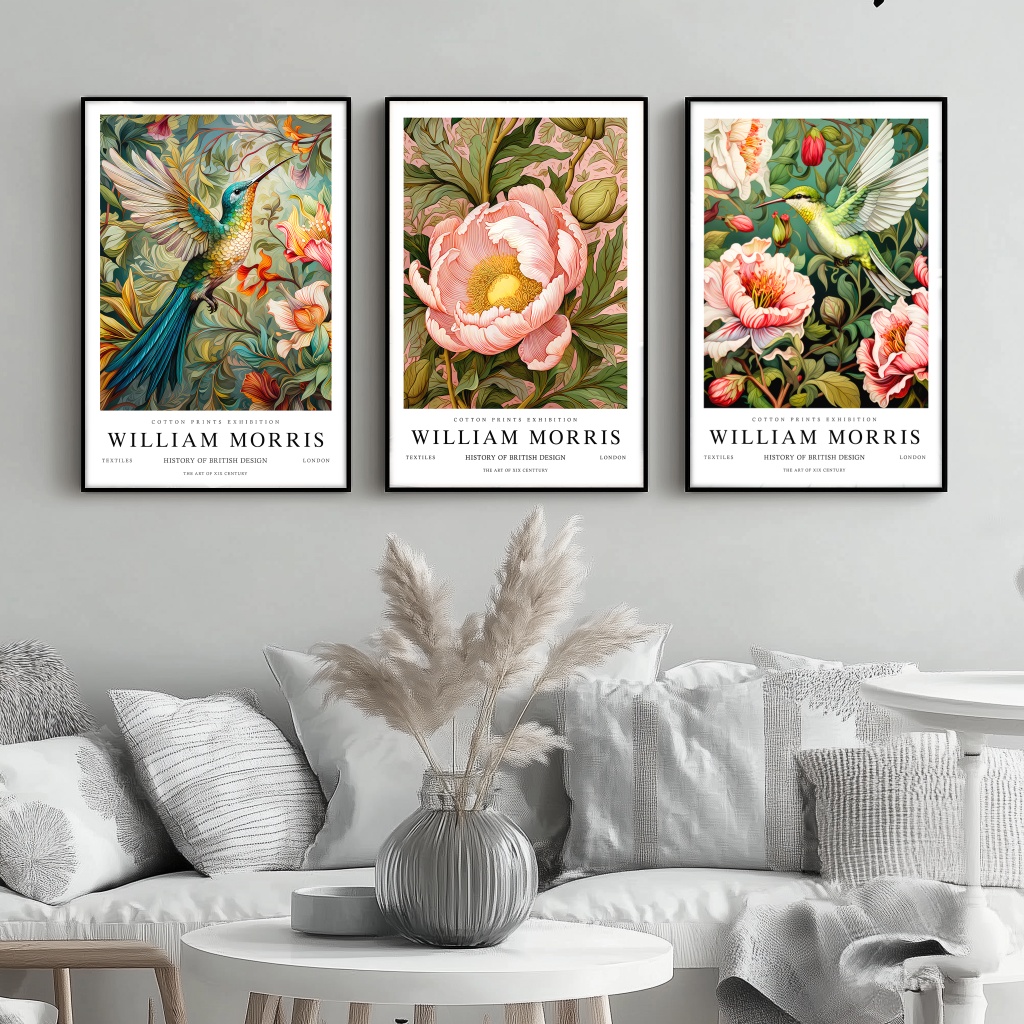 COTTON PRINTS EXHIBITION
WILLIAM MORRIS
TEXTILES HISTORY OF BRITISH DESIGN LONDON
THE ART OF XIX CENTURY
COTTON PRINTS EXHIBITION
WILLIAM MORRIS
TEXTILES HISTORY OF BRITISH DESIGN LONDON
THE ART OF XIX CENTTURY
COTTON PRINTS EXHIBITION
WILLIAM MORRIS
TEXTILES HISTORY OF BRITISH DESIGN LONDON
THE ART OF XIX CENTURY